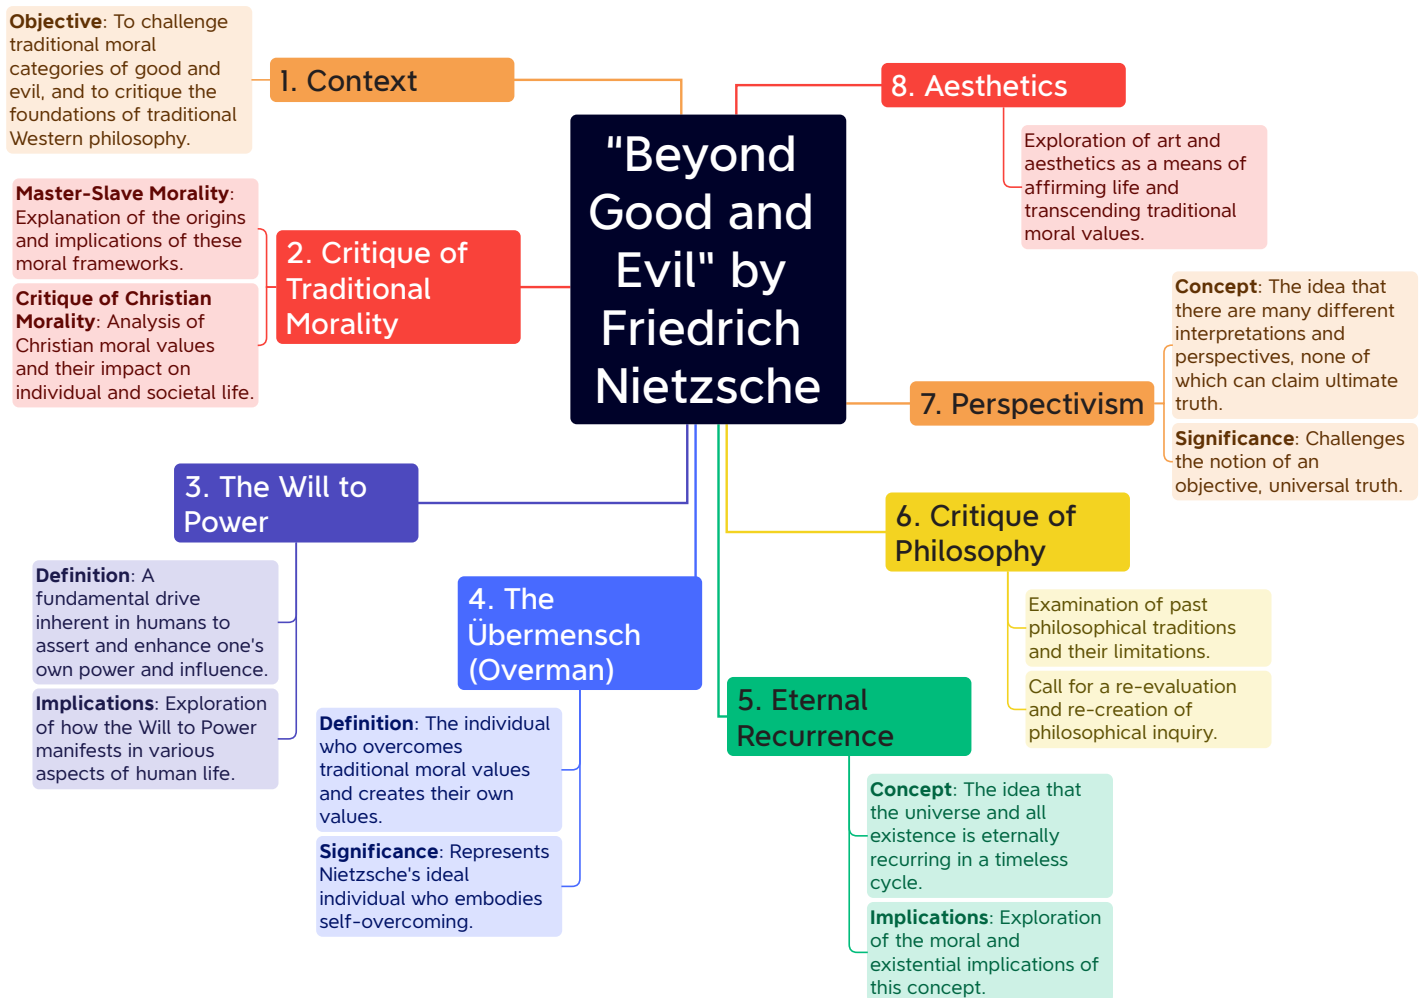 "Beyond
Good and
Evil" by
Friedrich
Nietzsche
1. Context
Objective: To challenge
traditional moral
categories of good and
evil, and to critique the
foundations of traditional
Western philosophy.
2. Critique of
Traditional
Morality
Master-Slave Morality:
Explanation of the origins
and implications of these
moral frameworks.
Critique of Christian
Morality: Analysis of
Christian moral values
and their impact on
individual and societal life.
3. The Will to
Power
Definition: A
fundamental drive
inherent in humans to
assert and enhance one's
own power and influence.
Implications: Exploration
of how the Will to Power
manifests in various
aspects of human life.
4. The
Übermensch
(Overman)
Definition: The individual
who overcomes
traditional moral values
and creates their own
values.
Significance: Represents
Nietzsche's ideal
individual who embodies
self-overcoming.
5. Eternal
Recurrence
Concept: The idea that
the universe and all
existence is eternally
recurring in a timeless
cycle.
Implications: Exploration
of the moral and
existential implications of
this concept.
6. Critique of
Philosophy
Examination of past
philosophical traditions
and their limitations.
Call for a re-evaluation
and re-creation of
philosophical inquiry.
7. Perspectivism
Concept: The idea that
there are many different
interpretations and
perspectives, none of
which can claim ultimate
truth.
Significance: Challenges
the notion of an
objective, universal truth.
8. Aesthetics
Exploration of art and
aesthetics as a means of
affirming life and
transcending traditional
moral values.